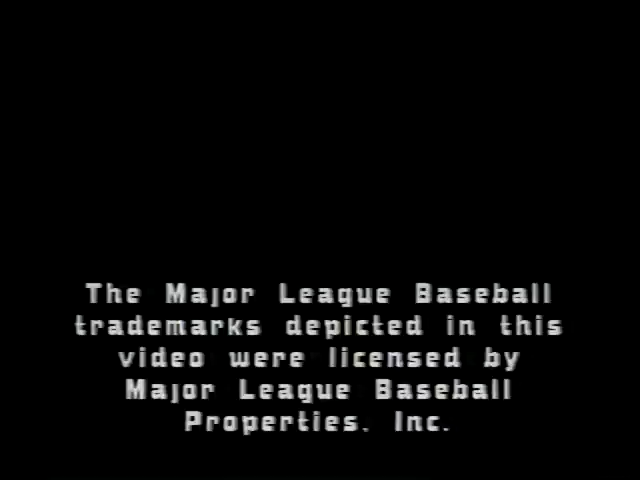 The Major League Baseball
trademarks depicted in this
video were licensed by
Major League Baseball
Properties, Inc.